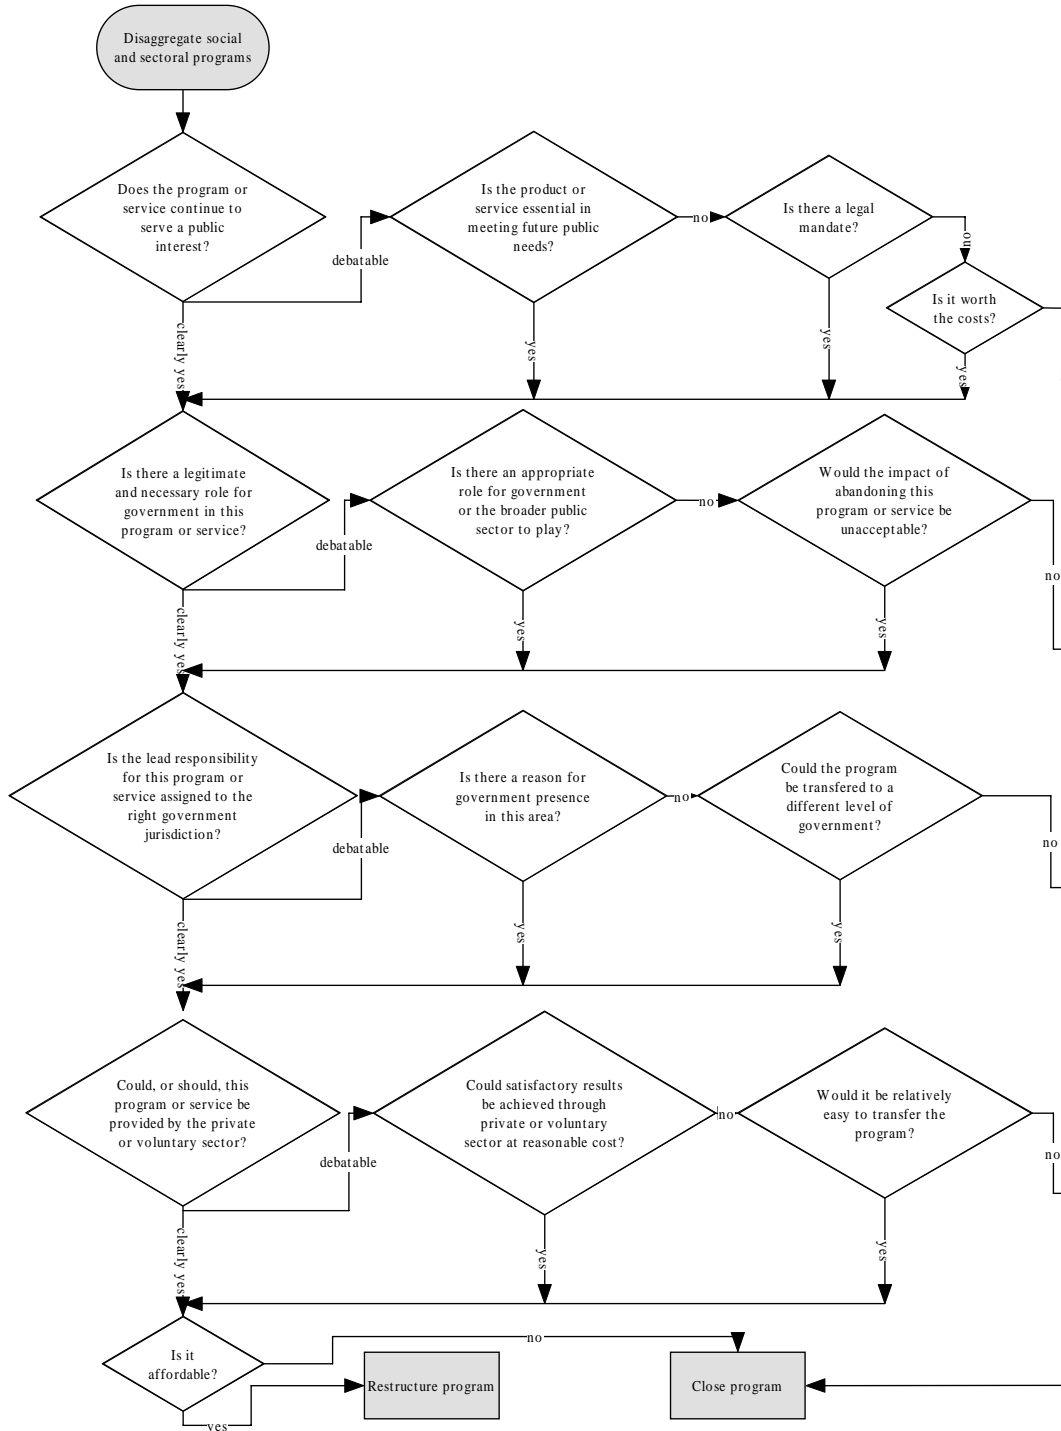 Disaggregate social
and sectoral programs
Does the program or
service continue to
serve a public
interest?
debatable
Is the product or
service essential in
meeting future public
needs?
no
Is there a legal
mandate?
no
Is it worth
the costs?
clearly yes
yes
yes
yes
Is there a legitimate
and necessary role for
government in this
program or service?
debatable
Is there an appropriate
role for government
or the broader public
sector to play?
no
Would the impact of
abandoning this
program or service be
unacceptable?
no
clearly yes
yes
yes
Is the lead responsibility
for this program or
service assigned to the
right government
jurisdiction?
debatable
Is there a reason for
government presence
in this area?
no
Could the program
be transfered to a
different level of
government?
no
clearly yes
yes
yes
Could, or should, this
program or service be
provided by the private
or voluntary sector?
debatable
Could satisfactory results
be achieved through
private or voluntary
sector at reasonable cost?
no
Would it be relatively
easy to transfer the
program?
no
clearly yes
yes
yes
Is it
affordable?
no
yes
Restructure program
Close program